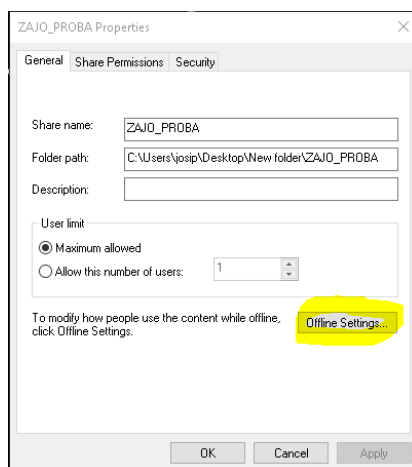 ZAJO_PROBA Properties
General Share Permissions Security
Share name: ZAJO_PROBA
Folder path: C:\Users\josip\Desktop\New folder\ZAJO_PROBA
Description:
User limit
Maximum allowed
Allow this number of users: 1
To modify how people use the content while offline,
click Offline Settings.
Offline Settings...
OK Cancel Apply